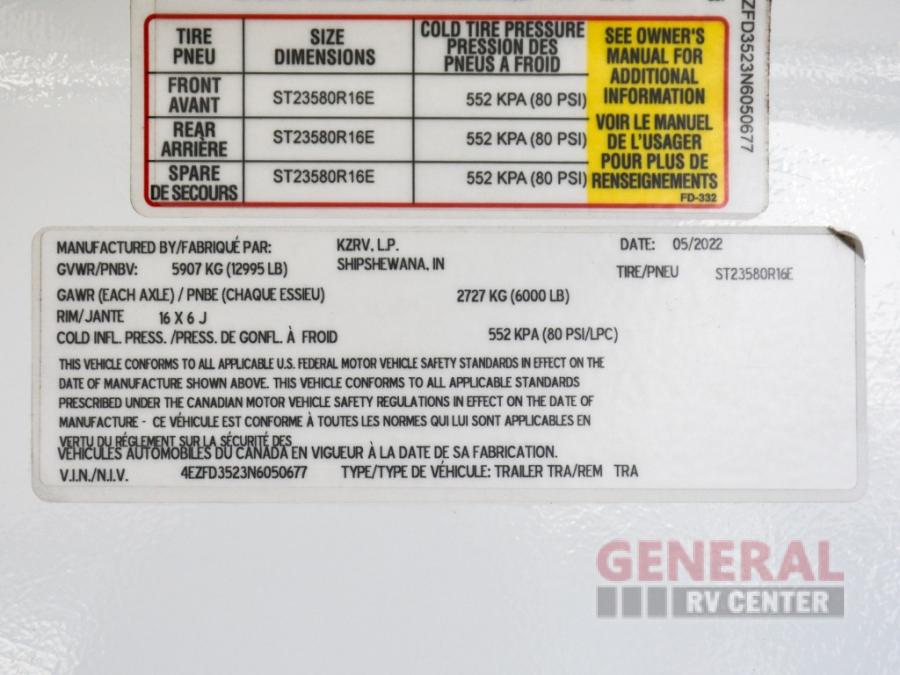 TIRE SIZE COLD TIRE PRESSURE
PNEU DIMENSIONS PRESSION DES
PNEUS À FROID
FRONT
AVANT ST23580R16E 552 KPA (80 PSI)
REAR
ARRIÈRE ST23580R16E 552 KPA (80 PSI)
SPARE
DE SECOURS ST23580R16E 552 KPA (80 PSI)
SEE OWNER'S
MANUAL FOR
ADDITIONAL
INFORMATION
VOIR LE MANUEL
DE L'USAGER
POUR PLUS DE
RENSEIGNEMENTS
FD-332
ZFD3523N6050677
MANUFACTURED BY/FABRIQUÉ PAR: KZRV, L.P. DATE: 05/2022
GVWR/PNBV: 5907 KG (12995 LB) SHIPSHEWANA, IN TIRE/PNEU ST23580R16E
GAWR (EACH AXLE) / PNBE (CHAQUE ESSIEU) 2727 KG (6000 LB)
RIM/JANTE 16 X 6 J
COLD INFL. PRESS. /PRESS. DE GONFL. À FROID 552 KPA (80 PSI/LPC)
THIS VEHICLE CONFORMS TO ALL APPLICABLE U.S. FEDERAL MOTOR VEHICLE SAFETY STANDARDS IN EFFECT ON THE
DATE OF MANUFACTURE SHOWN ABOVE. THIS VEHICLE CONFORMS TO ALL APPLICABLE STANDARDS
PRESCRIBED UNDER THE CANADIAN MOTOR VEHICLE SAFETY REGULATIONS IN EFFECT ON THE DATE OF
MANUFACTURE - CE VÉHICULE EST CONFORME À TOUTES LES NORMES QUI LUI SONT APPLICABLES EN
VERTU DU RÉGLEMENT SUR LA SÉCURITÉ DES
VÉHICULES AUTOMOBILES DU CANADA EN VIGUEUR À LA DATE DE SA FABRICATION.
V.I.N./N.I.V. 4EZFD3523N6050677 TYPE/TYPE DE VÉHICULE: TRAILER TRA/REM TRA
GENERAL
RV CENTER